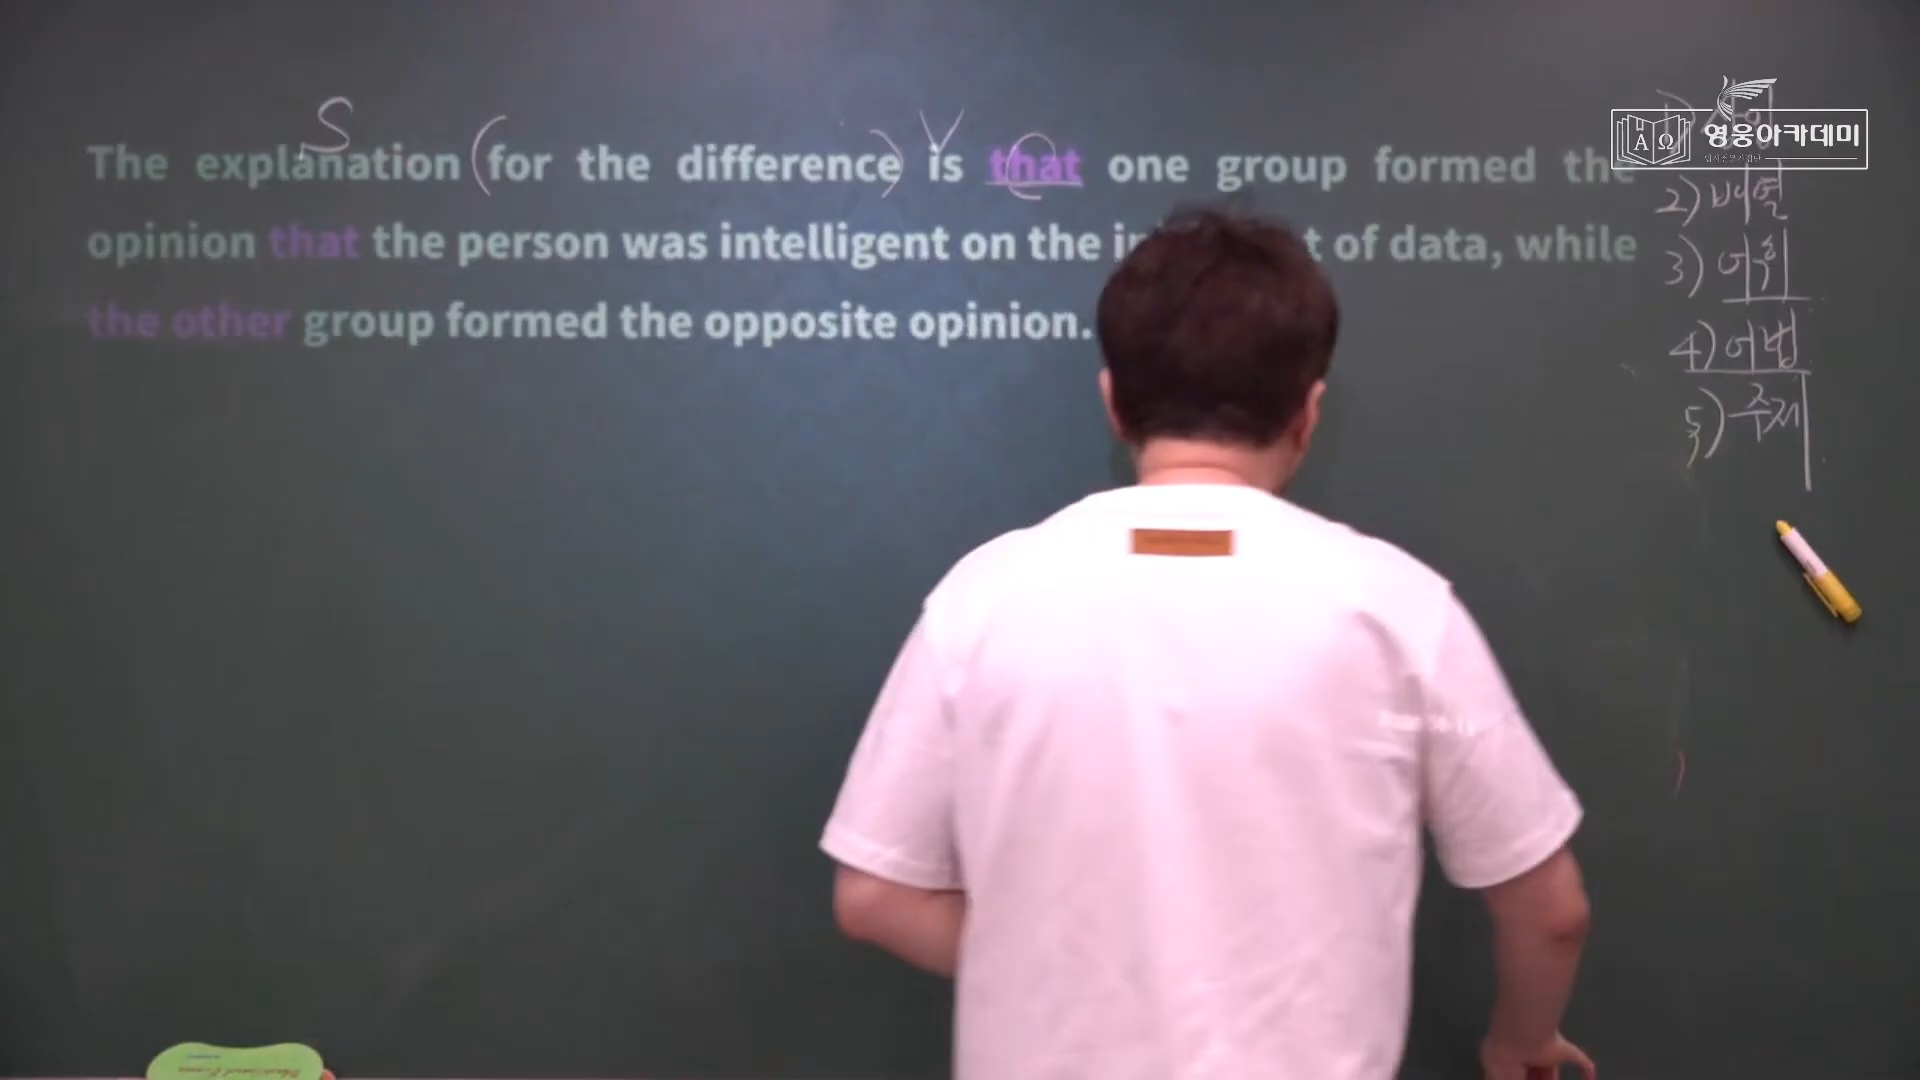 S
V
The explanation (for the difference) is that one group formed the
opinion that the person was intelligent on the t of data, while
the other group formed the opposite opinion.
영웅아카데미
A Ω
1)
2) 배열
3) 어휘
4) 어법
5) 주제